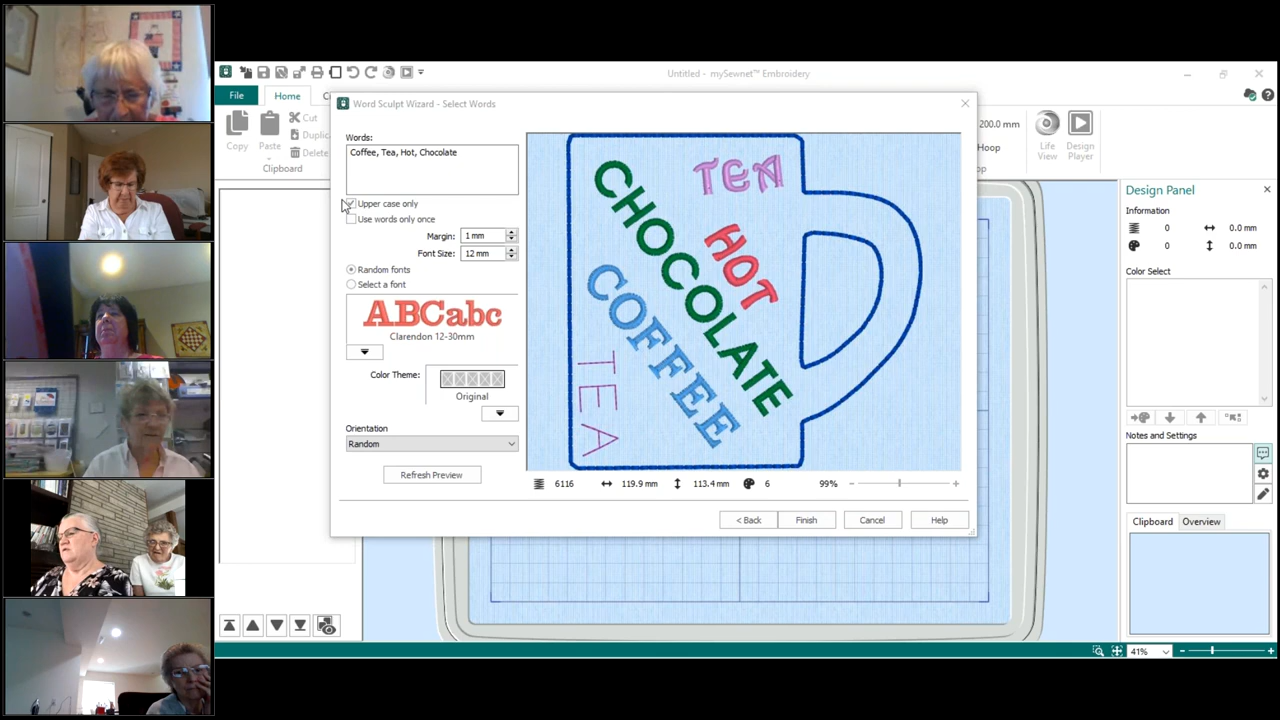 Untitled - mySewnet™ Embroidery
File
Home
Copy
Paste
Cut
Delete
Clipboard
200.0 mm
Hoop
Life View
Design Player
Word Sculpt Wizard - Select Words
Words:
Coffee, Tea, Hot, Chocolate
Upper case only
Use words only once
Margin: 1 mm
Font Size: 12 mm
Random fonts
Select a font
ABCabc
Clarendon 12-30mm
Color Theme:
Original
Orientation
Random
Refresh Preview
TEA
CHOCOLATE
HOT
COFFEE
TEA
6116
119.9 mm
113.4 mm
6
99%
< Back
Finish
Cancel
Help
Design Panel
Information
0
0.0 mm
0
0.0 mm
Color Select
Notes and Settings
Clipboard
Overview
41%